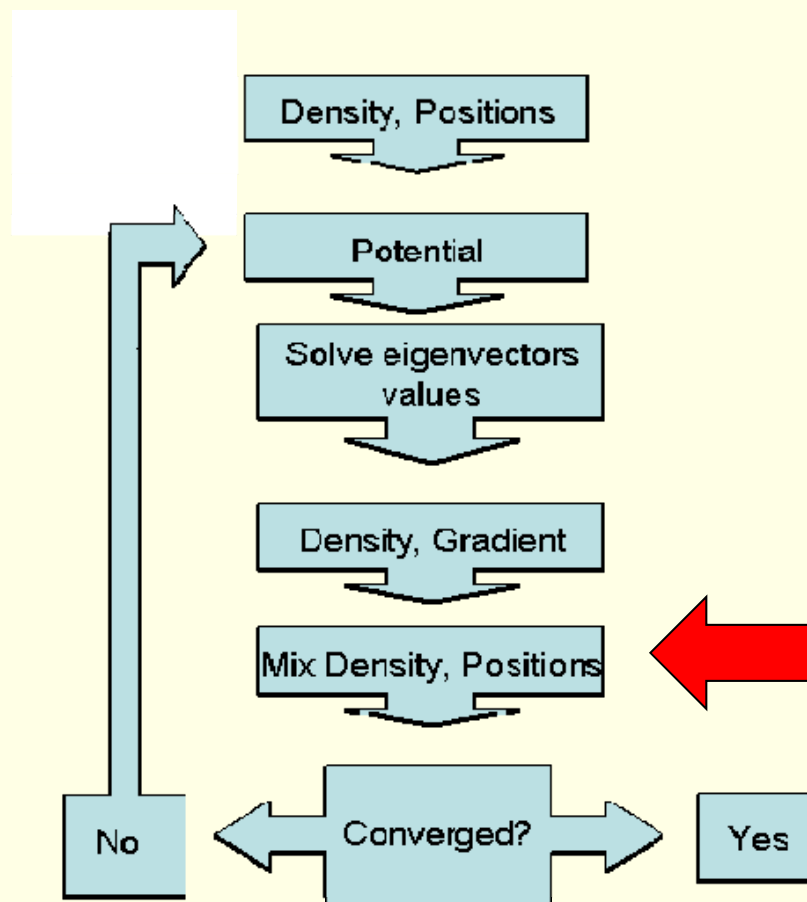 Density, Positions
Potential
Solve eigenvectors
values
Density, Gradient
Mix Density, Positions
Converged?
No
Yes